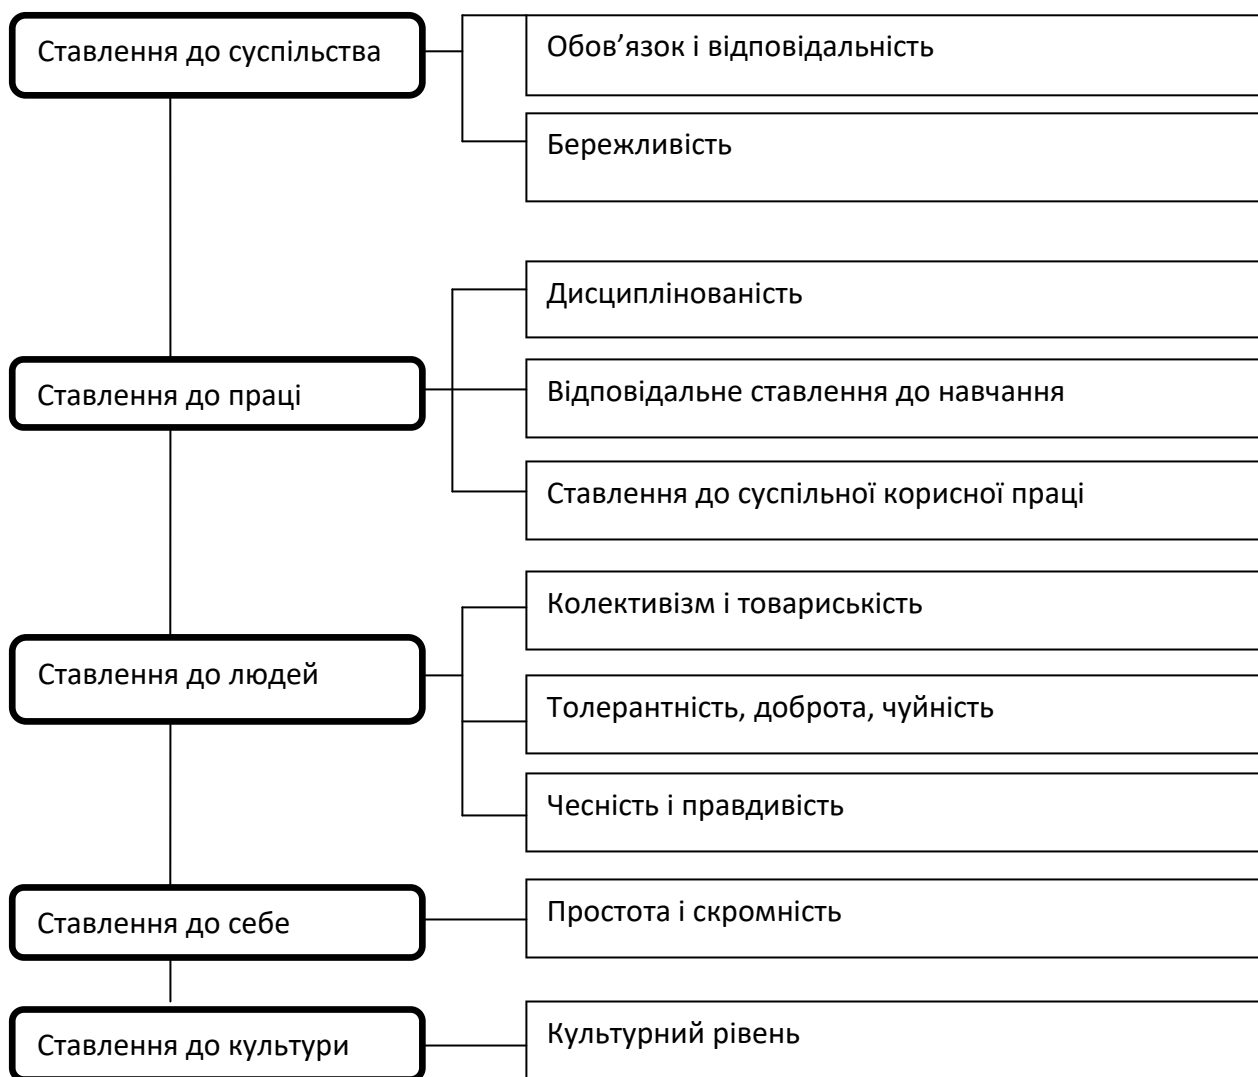 Ставлення до суспільства
Обов’язок і відповідальність
Бережливість
Ставлення до праці
Дисциплінованість
Відповідальне ставлення до навчання
Ставлення до суспільної корисної праці
Ставлення до людей
Колективізм і товариськість
Толерантність, доброта, чуйність
Чесність і правдивість
Ставлення до себе
Простота і скромність
Ставлення до культури
Культурний рівень